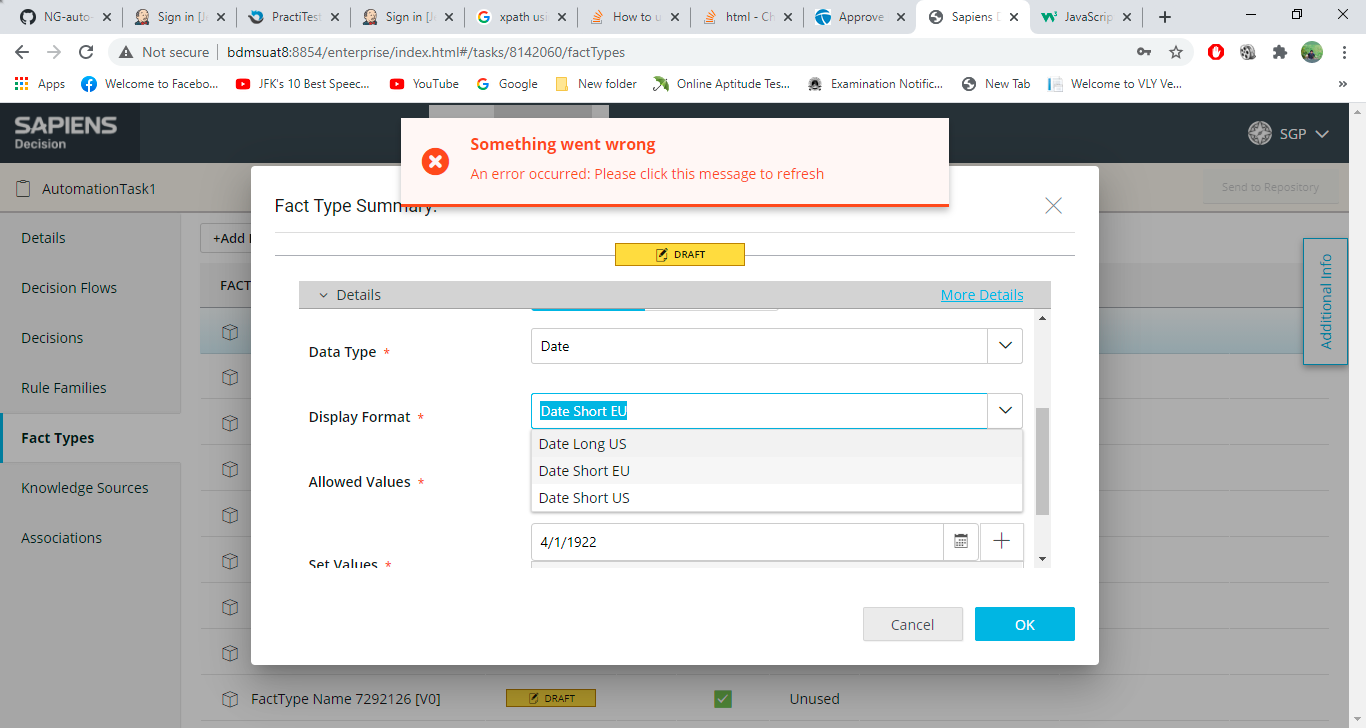 NG-auto-
Sign in [Je
PractiTest
Sign in [Je
xpath usi
How to u
html - Ch
Approve
Sapiens D
JavaScrip
Not secure
bdmsuat8:8854/enterprise/index.html#/tasks/8142060/factTypes
Apps
Welcome to Facebo...
JFK's 10 Best Speec...
YouTube
Google
New folder
Online Aptitude Tes...
Examination Notific...
New Tab
Welcome to VLY We...
SAPIENS
Decision
SGP
Something went wrong
An error occurred: Please click this message to refresh
AutomationTask1
Send to Repository
Fact Type Summary:
Details
Decision Flows
Decisions
Rule Families
Fact Types
Knowledge Sources
Associations
+Add
FACT
DRAFT
Details
More Details
Additional Info
Data Type *
Date
Display Format *
Date Short EU
Date Long US
Date Short EU
Date Short US
Allowed Values *
4/1/1922
Set Values *
Cancel
OK
FactType Name 7292126 [V0]
DRAFT
Unused